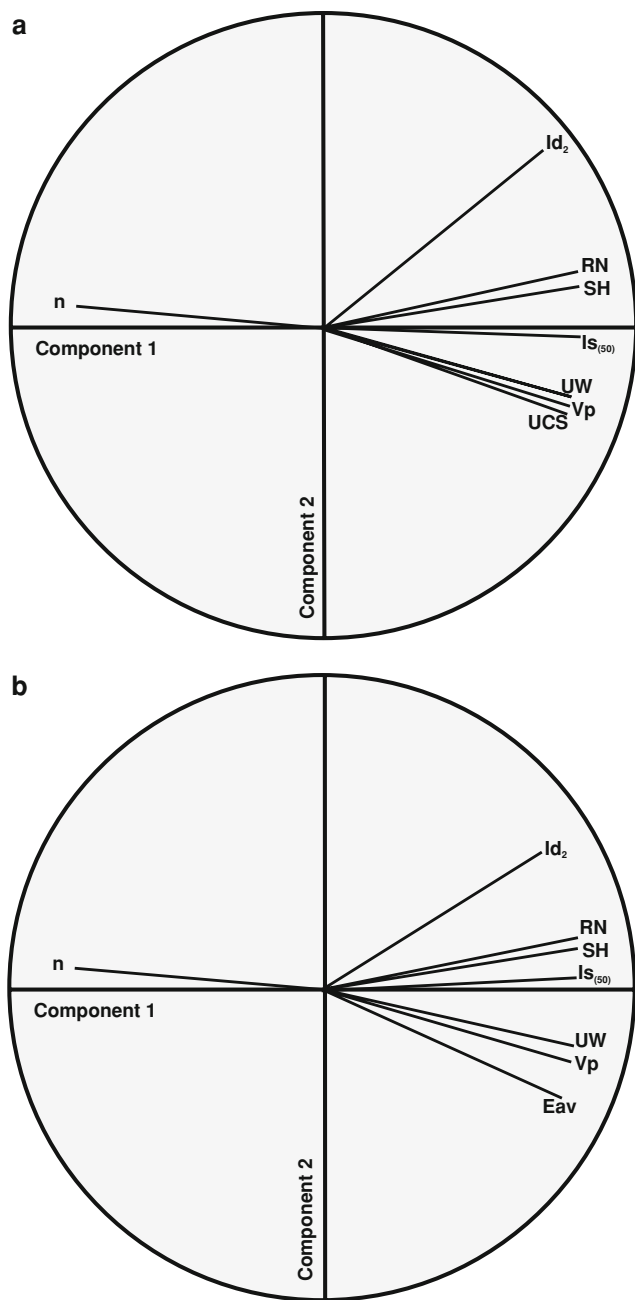 a
Id₂
RN
SH
n
Component 1
Is₍₅₀₎
UW
Vp
UCS
Component 2
b
Id₂
RN
SH
Is₍₅₀₎
n
Component 1
UW
Vp
Eav
Component 2